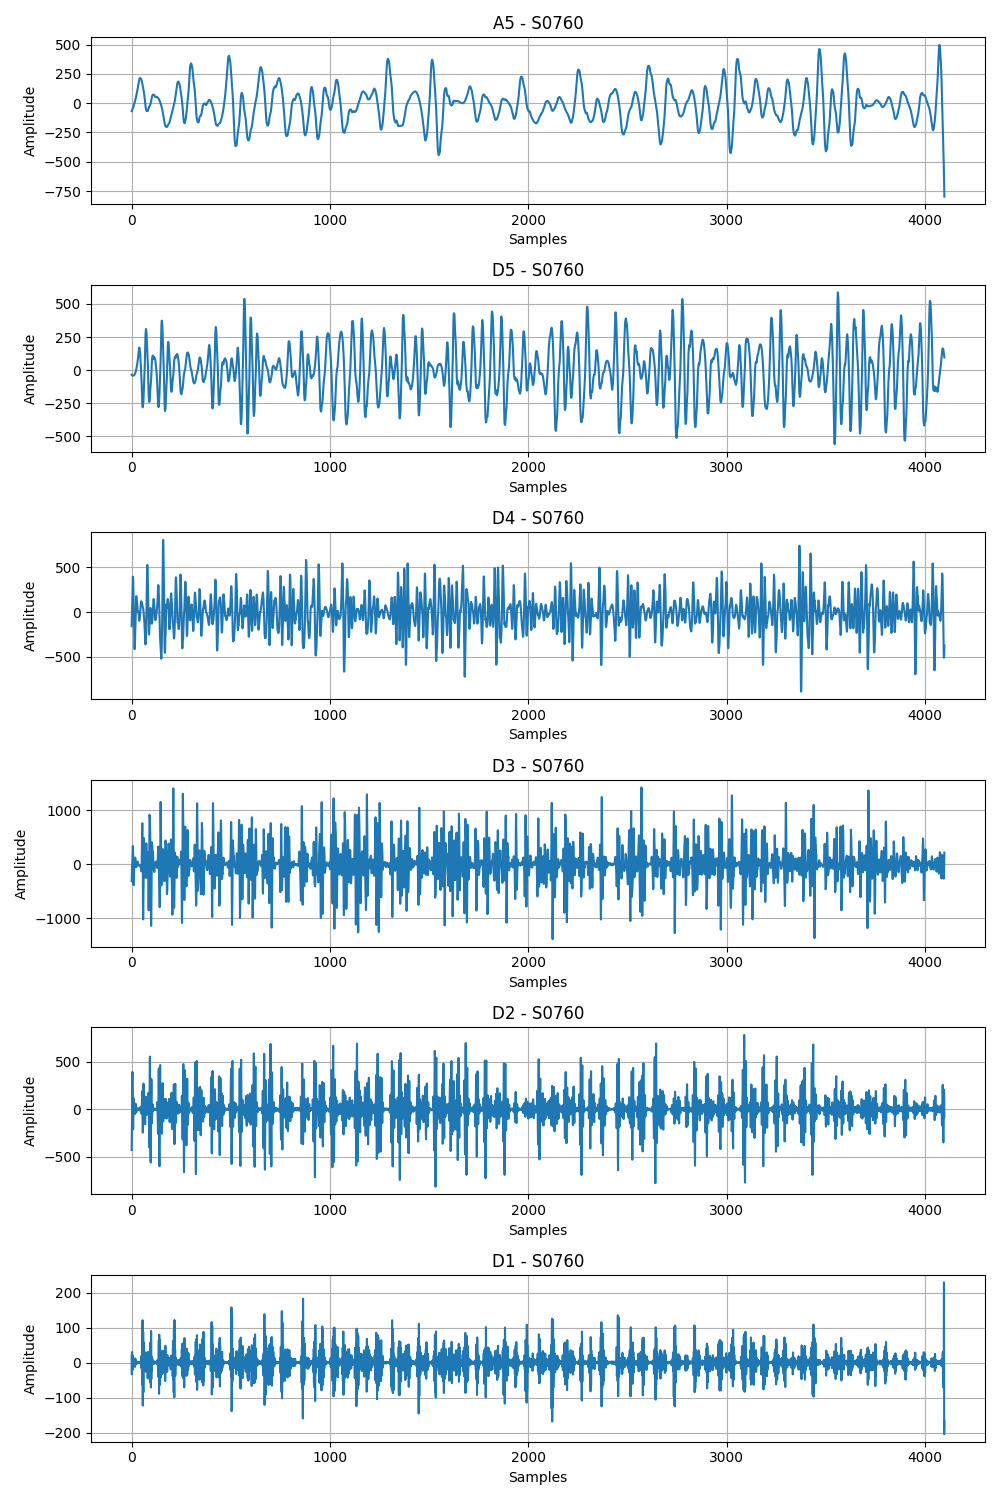 A5 - S0760
500
250
0
−250
−500
−750
Amplitude
0 1000 2000 3000 4000
Samples
D5 - S0760
500
250
0
−250
−500
Amplitude
0 1000 2000 3000 4000
Samples
D4 - S0760
500
0
−500
Amplitude
0 1000 2000 3000 4000
Samples
D3 - S0760
1000
0
−1000
Amplitude
0 1000 2000 3000 4000
Samples
D2 - S0760
500
0
−500
Amplitude
0 1000 2000 3000 4000
Samples
D1 - S0760
200
100
0
−100
−200
Amplitude
0 1000 2000 3000 4000
Samples